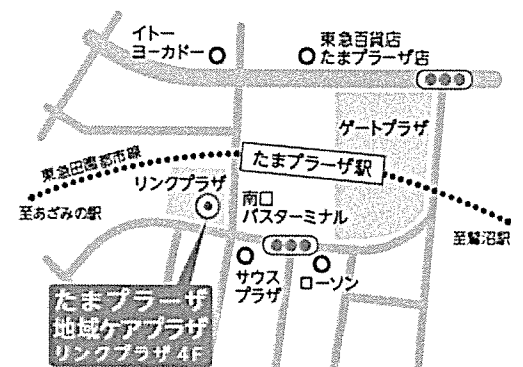 イトー
ヨーカドー
東急百貨店
たまプラーザ店
ゲートプラザ
東急田園都市線
たまプラーザ駅
リンクプラザ
至あざみの駅
南口
バスターミナル
至鷺沼駅
サウス
プラザ
ローソン
たまプラーザ
地域ケアプラザ
リンクプラザ 4F